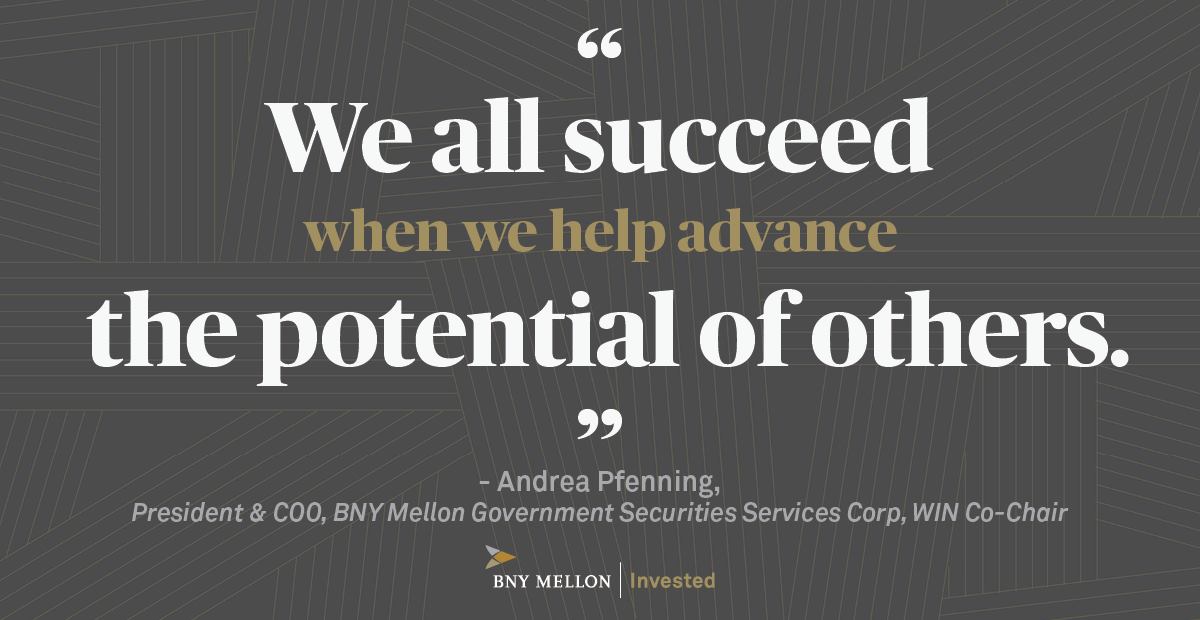 “
We all succeed
when we help advance
the potential of others.
”
- Andrea Pfenning,
President & COO, BNY Mellon Government Securities Services Corp, WIN Co-Chair
BNY MELLON | Invested